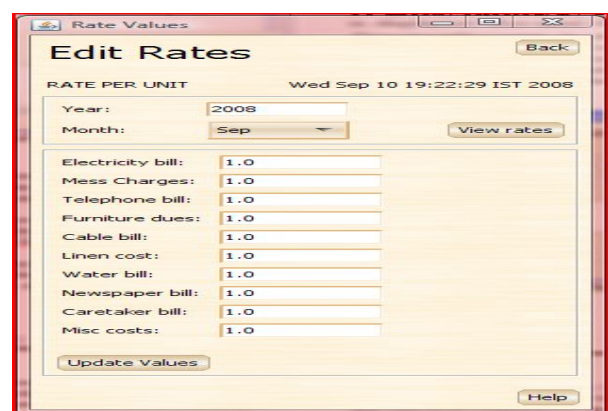 Rate Values
Edit Rates Back
RATE PER UNIT Wed Sep 10 19:22:29 IST 2008
Year: 2008
Month: Sep View rates
Electricity bill: 1.0
Mess Charges: 1.0
Telephone bill: 1.0
Furniture dues: 1.0
Cable bill: 1.0
Linen cost: 1.0
Water bill: 1.0
Newspaper bill: 1.0
Caretaker bill: 1.0
Misc costs: 1.0
Update Values
Help